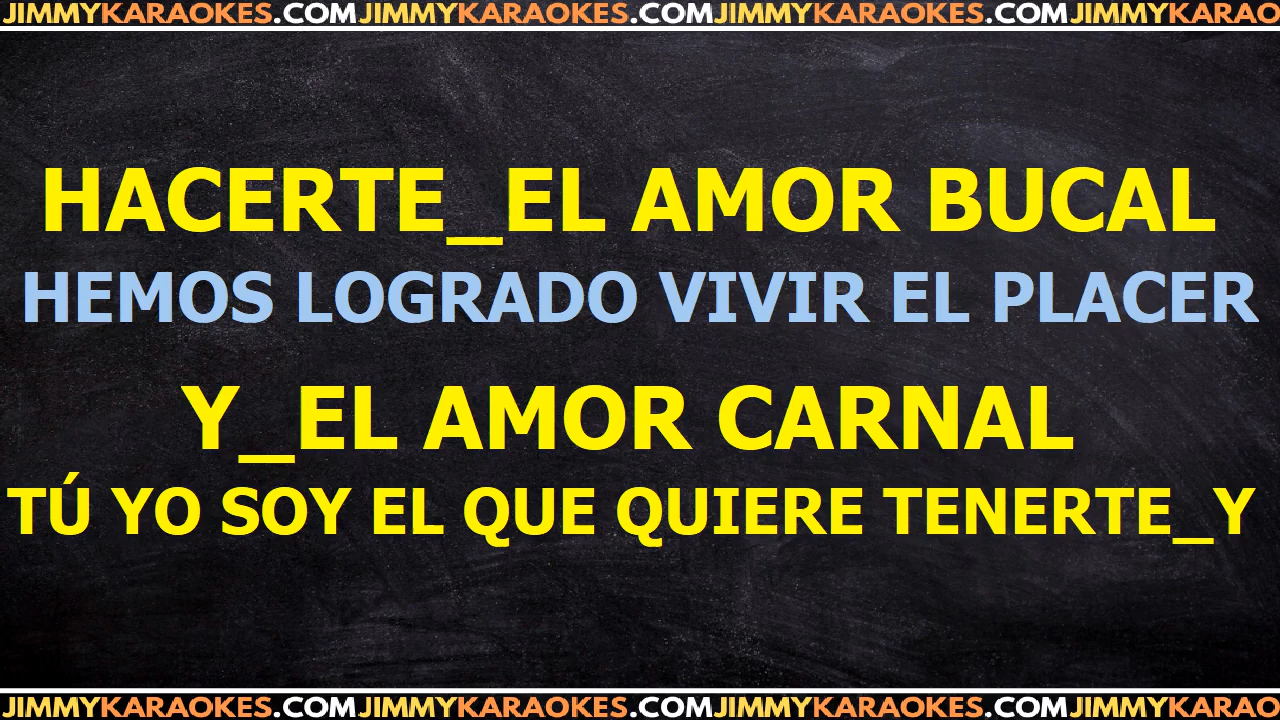 JIMMYKARAOKES.COMJIMMYKARAOKES.COMJIMMYKARAOKES.COMJIMMYKARAO
HACERTE_EL AMOR BUCAL
HEMOS LOGRADO VIVIR EL PLACER
Y_EL AMOR CARNAL
TÚ YO SOY EL QUE QUIERE TENERTE_Y
JIMMYKARAOKES.COMJIMMYKARAOKES.COMJIMMYKARAOKES.COMJIMMYKARAO